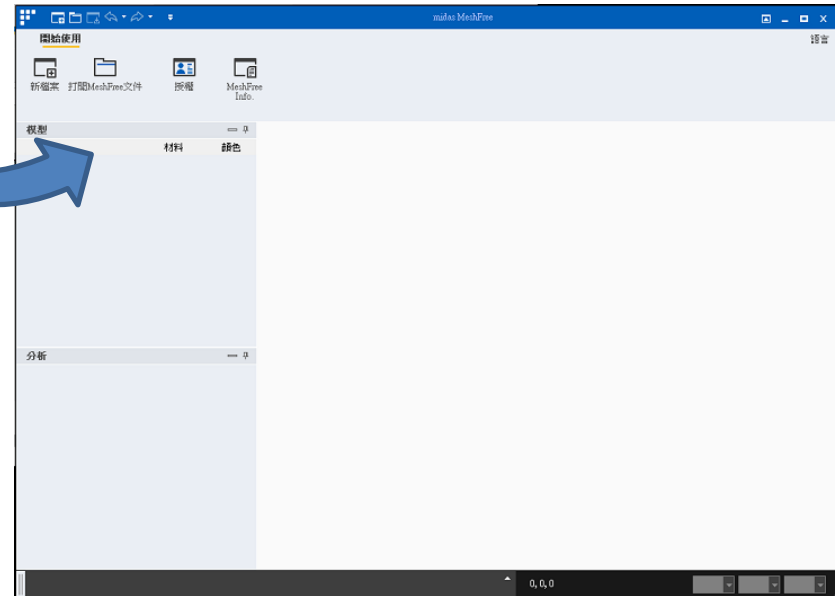 midas MeshFree
開始使用
語言
新檔案 打開MeshFree文件 授權 MeshFree
Info.
模型
材料 顏色
分析
0, 0, 0